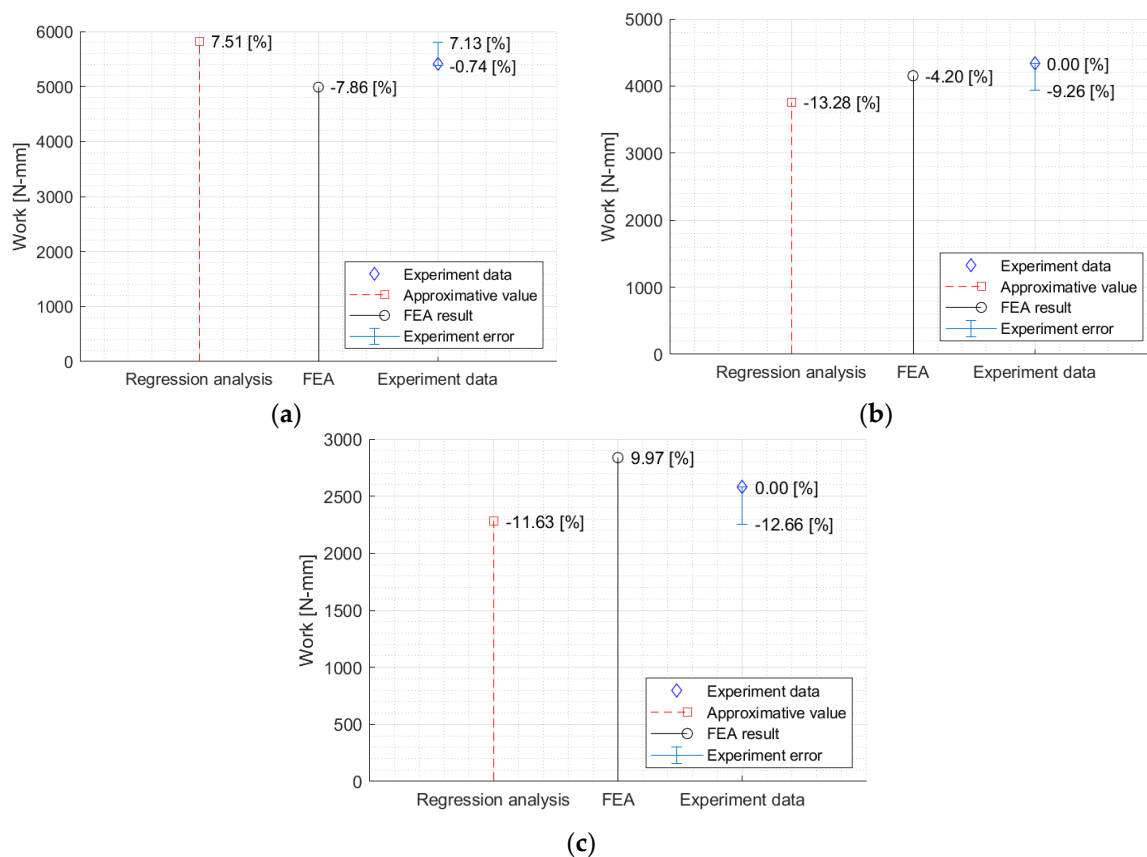 6000
5000
4000
3000
2000
1000
0
Work [N-mm]
7.51 [%]
-7.86 [%]
7.13 [%]
-0.74 [%]
Experiment data
Approximative value
FEA result
Experiment error
Regression analysis FEA Experiment data
(a)
5000
4000
3000
2000
1000
0
Work [N-mm]
-13.28 [%]
-4.20 [%]
0.00 [%]
-9.26 [%]
Experiment data
Approximative value
FEA result
Experiment error
Regression analysis FEA Experiment data
(b)
3000
2500
2000
1500
1000
500
0
Work [N-mm]
-11.63 [%]
9.97 [%]
0.00 [%]
-12.66 [%]
Experiment data
Approximative value
FEA result
Experiment error
Regression analysis FEA Experiment data
(c)